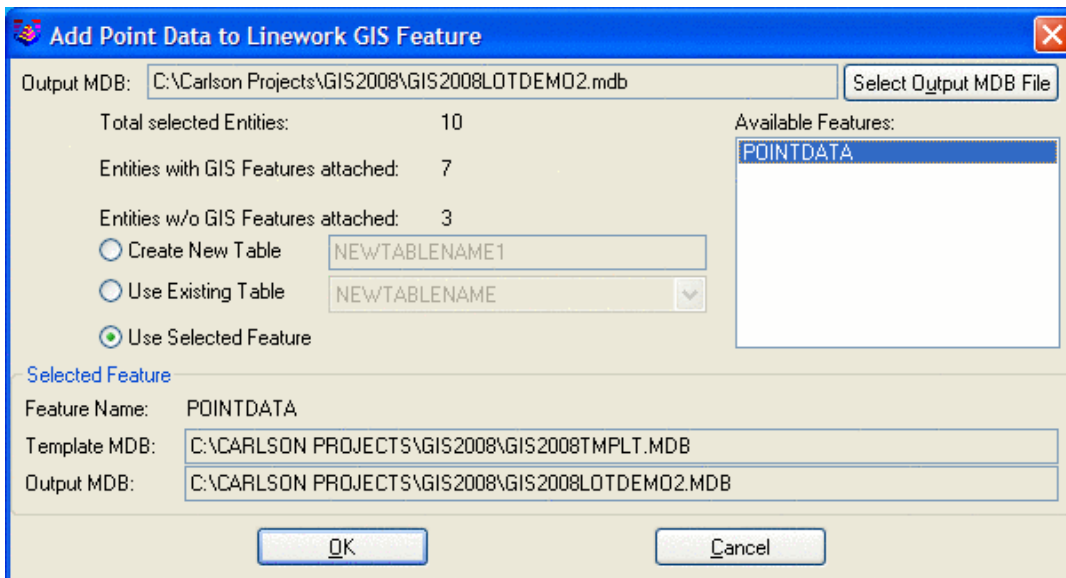 Add Point Data to Linework GIS Feature
Output MDB: C:\Carlson Projects\GIS2008\GIS2008LOTDEMO2.mdb Select Output MDB File
Total selected Entities: 10 Available Features:
POINTDATA
Entities with GIS Features attached: 7
Entities w/o GIS Features attached: 3
Create New Table NEWTABLENAME1
Use Existing Table NEWTABLENAME
Use Selected Feature
Selected Feature
Feature Name: POINTDATA
Template MDB: C:\CARLSON PROJECTS\GIS2008\GIS2008TMPLT.MDB
Output MDB: C:\CARLSON PROJECTS\GIS2008\GIS2008LOTDEMO2.MDB
OK Cancel